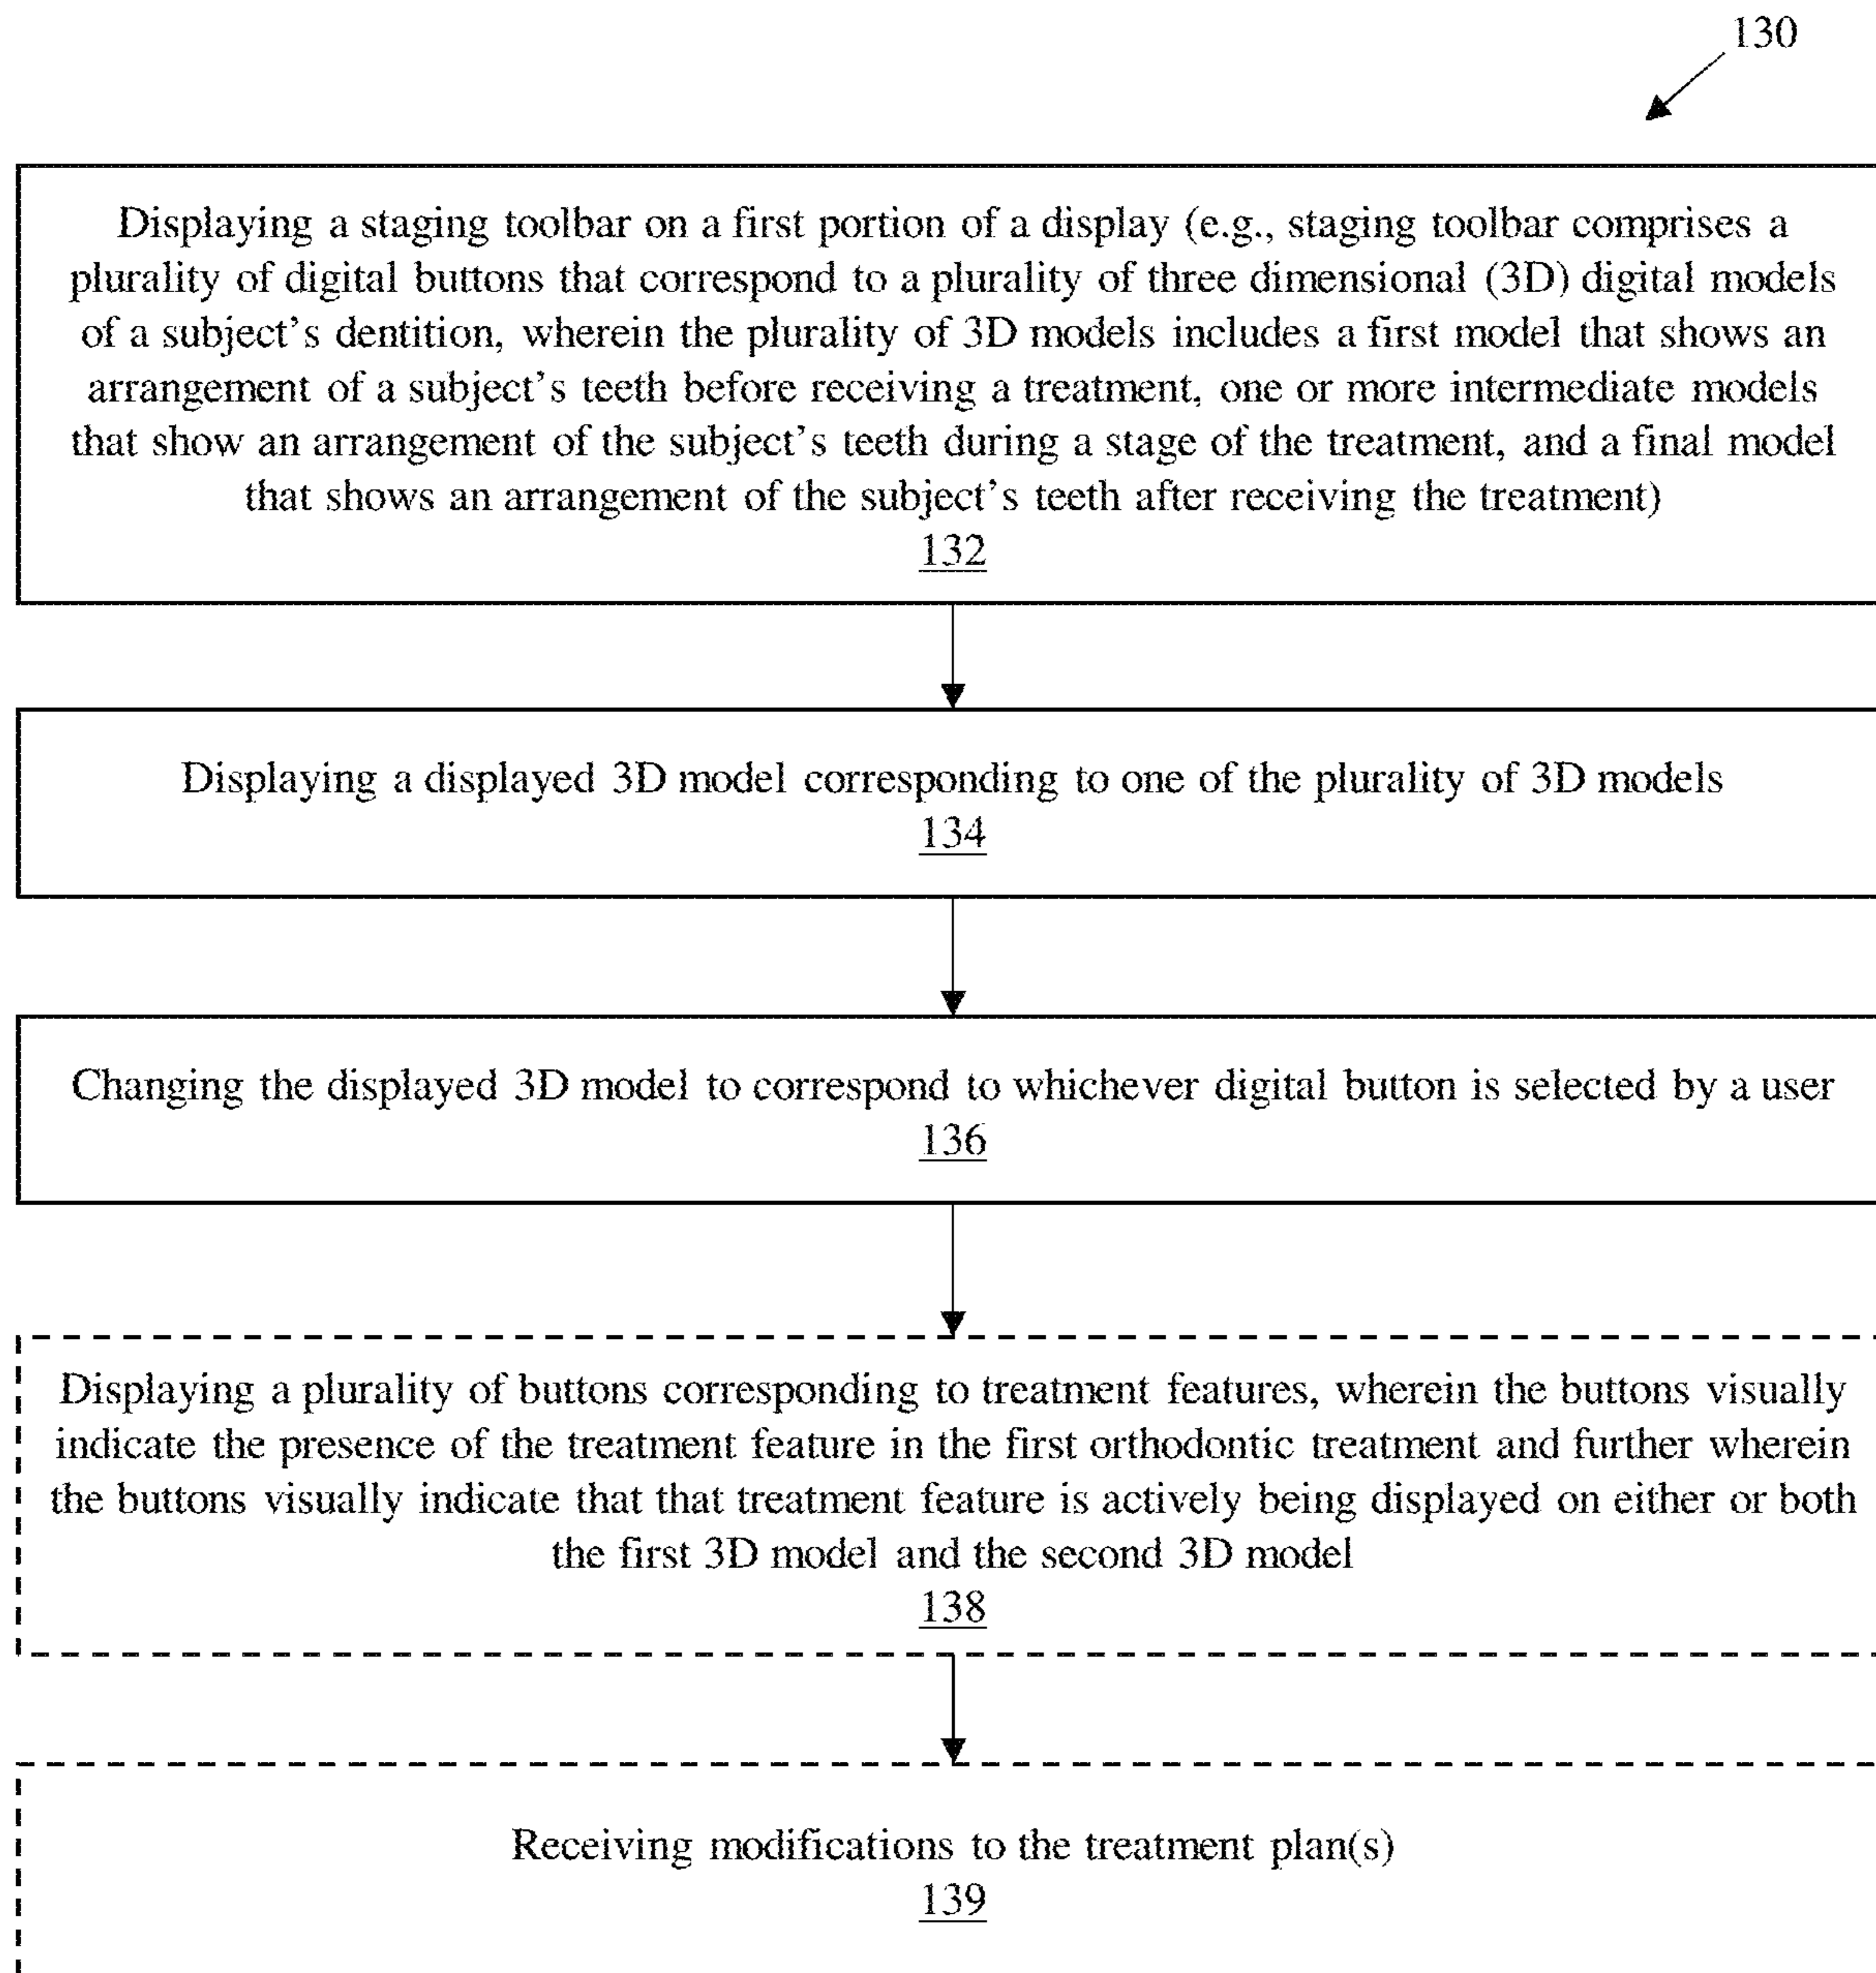 130
Displaying a staging toolbar on a first portion of a display (e.g., staging toolbar comprises a
plurality of digital buttons that correspond to a plurality of three dimensional (3D) digital models
of a subject’s dentition, wherein the plurality of 3D models includes a first model that shows an
arrangement of a subject’s teeth before receiving a treatment, one or more intermediate models
that show an arrangement of the subject’s teeth during a stage of the treatment, and a final model
that shows an arrangement of the subject’s teeth after receiving the treatment)
132
Displaying a displayed 3D model corresponding to one of the plurality of 3D models
134
Changing the displayed 3D model to correspond to whichever digital button is selected by a user
136
Displaying a plurality of buttons corresponding to treatment features, wherein the buttons visually
indicate the presence of the treatment feature in the first orthodontic treatment and further wherein
the buttons visually indicate that that treatment feature is actively being displayed on either or both
the first 3D model and the second 3D model
138
Receiving modifications to the treatment plan(s)
139